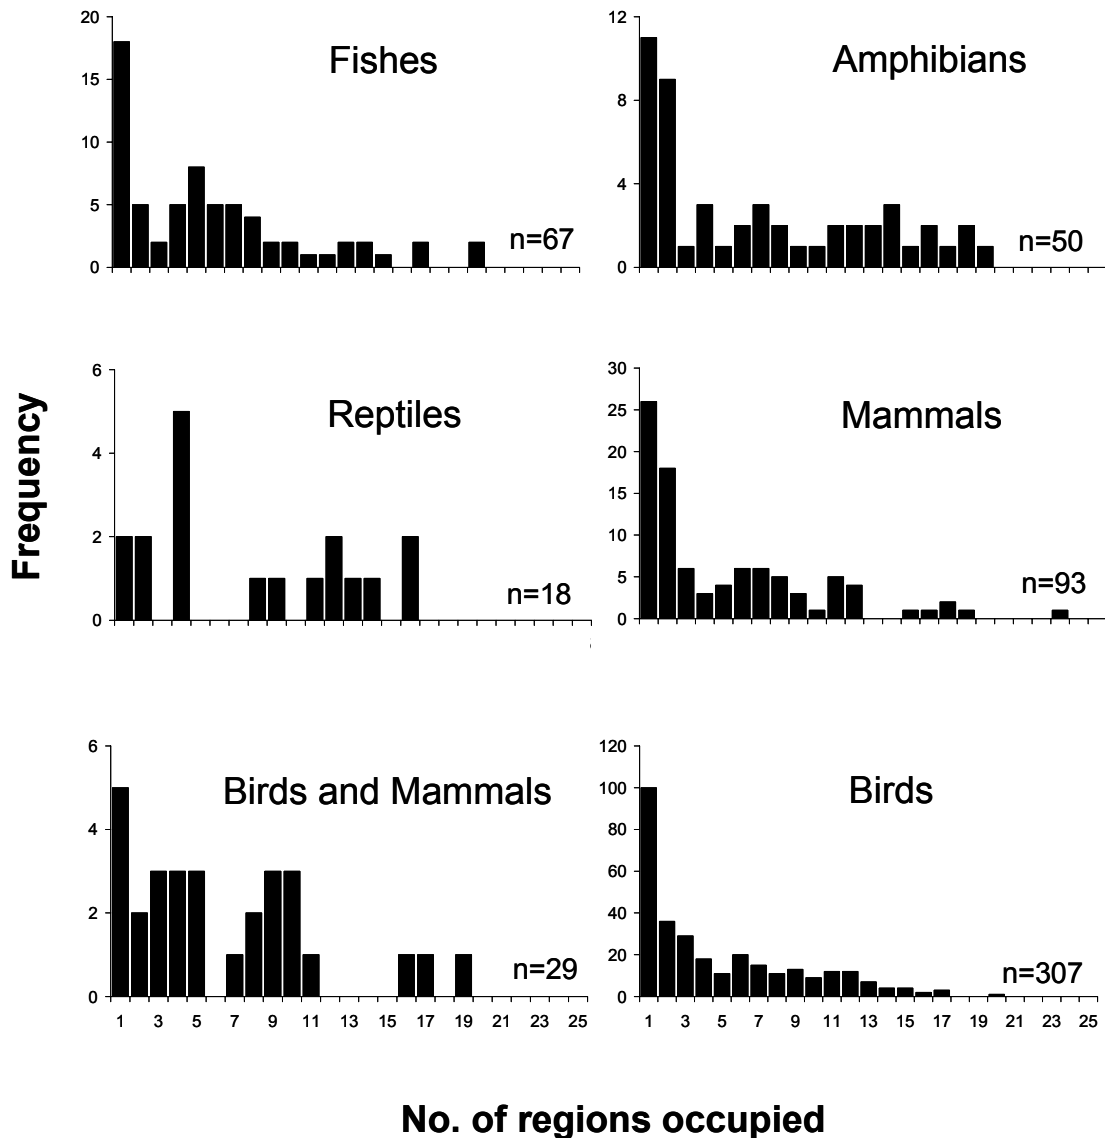 Fishes
20
15
10
5
0
n=67
Amphibians
12
8
4
0
n=50
Reptiles
6
4
2
0
n=18
Mammals
30
25
20
15
10
5
0
n=93
Birds and Mammals
6
4
2
0
n=29
1 3 5 7 9 11 13 15 17 19 21 23 25
Birds
120
100
80
60
40
20
0
n=307
1 3 5 7 9 11 13 15 17 19 21 23 25
Frequency
No. of regions occupied